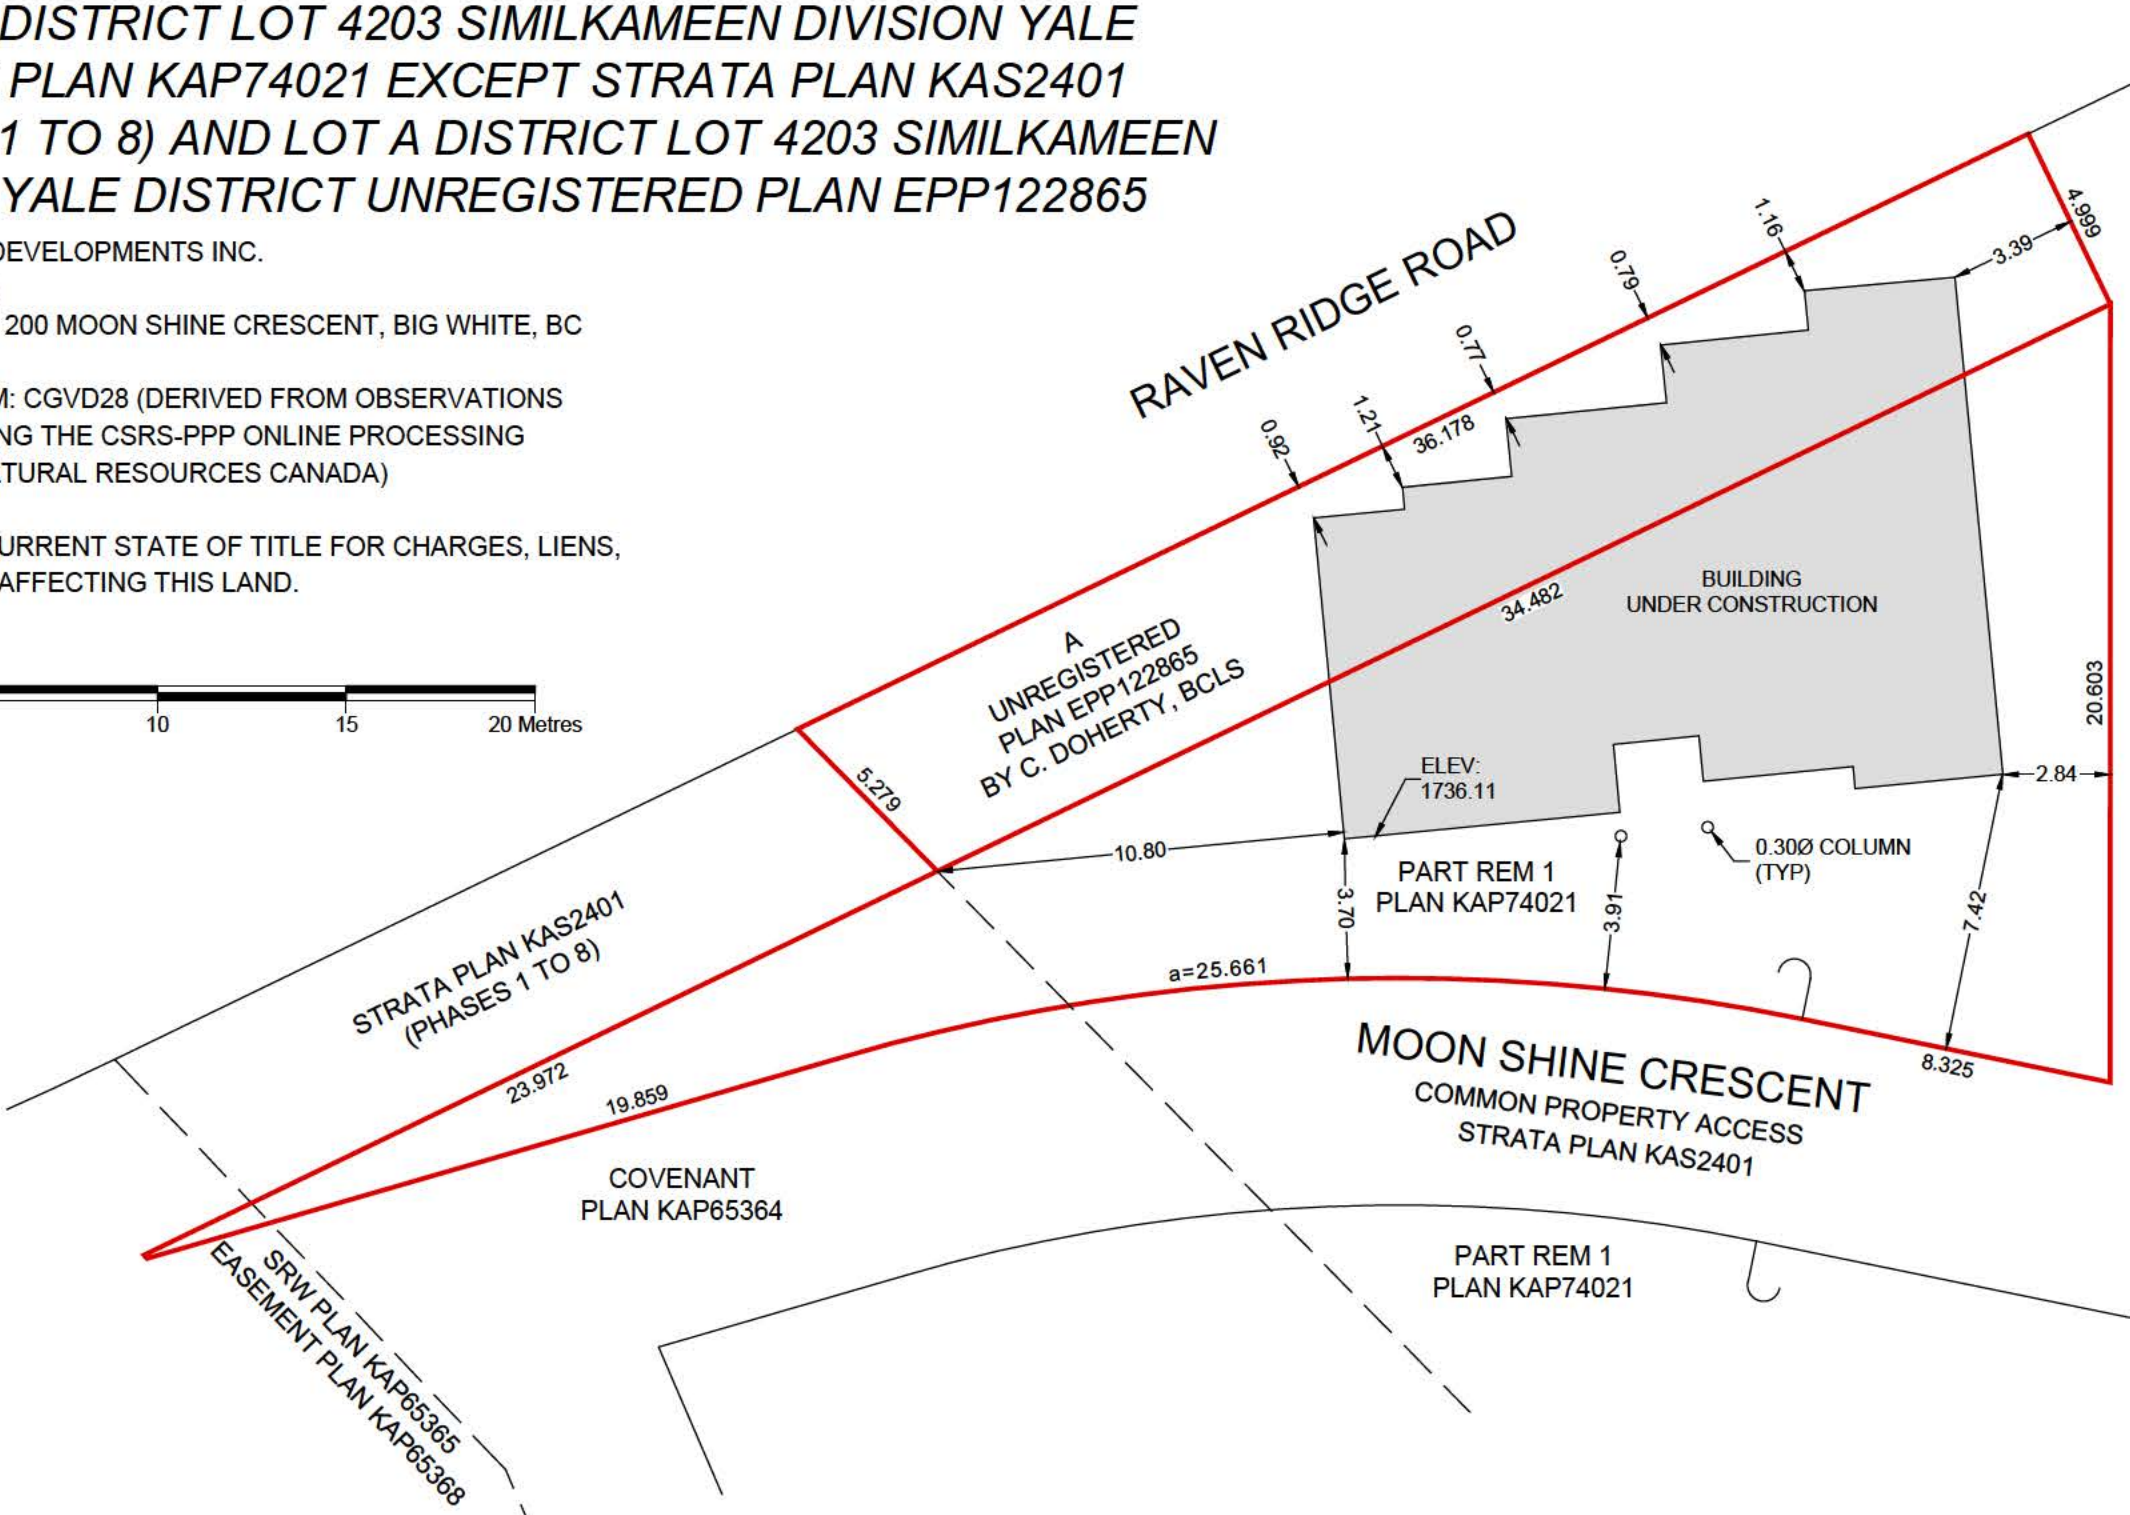 DISTRICT LOT 4203 SIMILKAMEEN DIVISION YALE
PLAN KAP74021 EXCEPT STRATA PLAN KAS2401
1 TO 8) AND LOT A DISTRICT LOT 4203 SIMILKAMEEN
YALE DISTRICT UNREGISTERED PLAN EPP122865
DEVELOPMENTS INC.
200 MOON SHINE CRESCENT, BIG WHITE, BC
M: CGVD28 (DERIVED FROM OBSERVATIONS
NG THE CSRS-PPP ONLINE PROCESSING
TURAL RESOURCES CANADA)
URRENT STATE OF TITLE FOR CHARGES, LIENS,
AFFECTING THIS LAND.
10
15
20 Metres
RAVEN RIDGE ROAD
0.92
1.21
36.178
0.77
0.79
1.16
3.39
4.999
BUILDING
UNDER CONSTRUCTION
34.482
20.603
A
UNREGISTERED
PLAN EPP122865
BY C. DOHERTY, BCLS
5.279
ELEV:
1736.11
2.84
10.80
3.70
PART REM 1
PLAN KAP74021
3.91
0.30Ø COLUMN
(TYP)
7.42
a=25.661
STRATA PLAN KAS2401
(PHASES 1 TO 8)
23.972
19.859
MOON SHINE CRESCENT
COMMON PROPERTY ACCESS
STRATA PLAN KAS2401
8.325
COVENANT
PLAN KAP65364
PART REM 1
PLAN KAP74021
SRW PLAN KAP65365
EASEMENT PLAN KAP65368